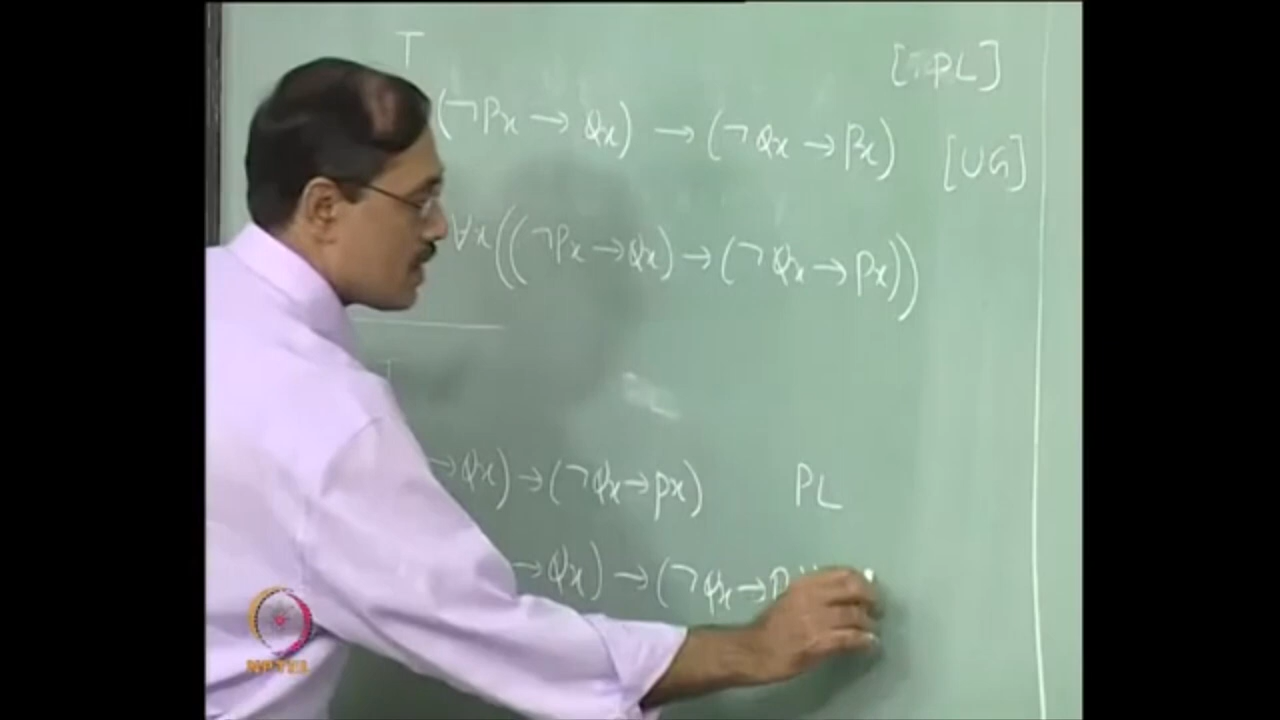 T [PL]
(¬Px → Qx) → (¬Qx → Px) [UG]
∀x((¬Px → Qx) → (¬Qx → Px))
T
→ Qx) → (¬Qx → Px) PL
→ Qx) → (¬Qx → P
NPTEL